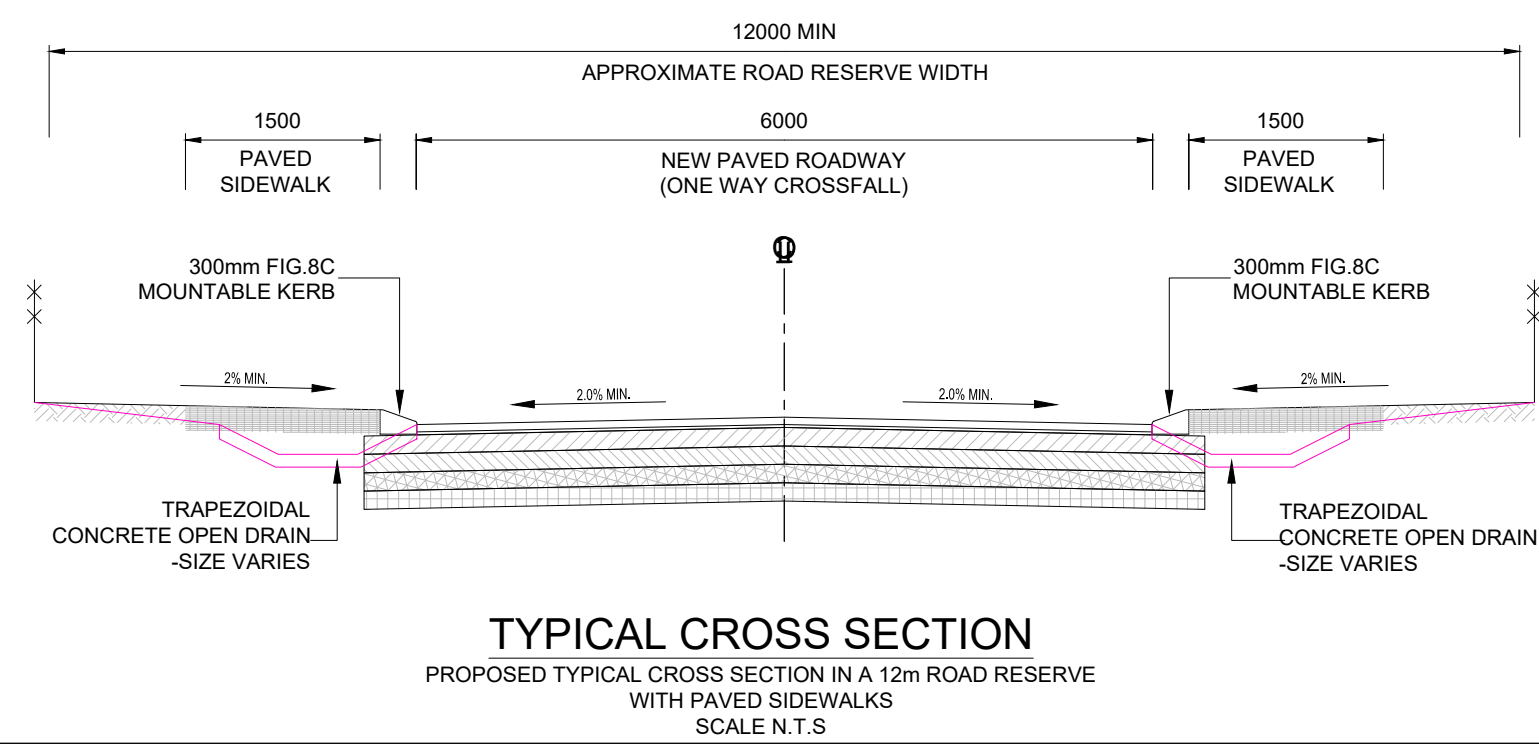 12000 MIN
APPROXIMATE ROAD RESERVE WIDTH
1500
PAVED
SIDEWALK
6000
NEW PAVED ROADWAY
(ONE WAY CROSSFALL)
1500
PAVED
SIDEWALK
300mm FIG.8C
MOUNTABLE KERB
300mm FIG.8C
MOUNTABLE KERB
2% MIN.
2.0% MIN.
2.0% MIN.
2% MIN.
TRAPEZOIDAL
CONCRETE OPEN DRAIN
-SIZE VARIES
TRAPEZOIDAL
CONCRETE OPEN DRAIN
-SIZE VARIES
TYPICAL CROSS SECTION
PROPOSED TYPICAL CROSS SECTION IN A 12m ROAD RESERVE
WITH PAVED SIDEWALKS
SCALE N.T.S